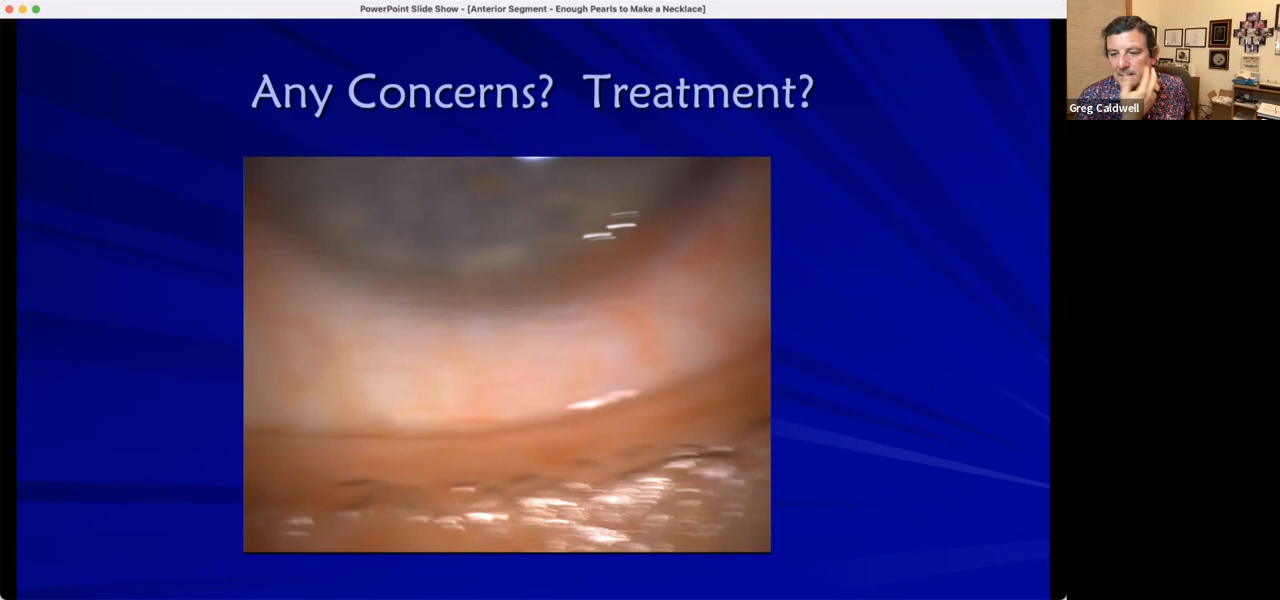 PowerPoint Slide Show - [Anterior Segment - Enough Pearls to Make a Necklace]
Any Concerns? Treatment?
Greg Caldwell